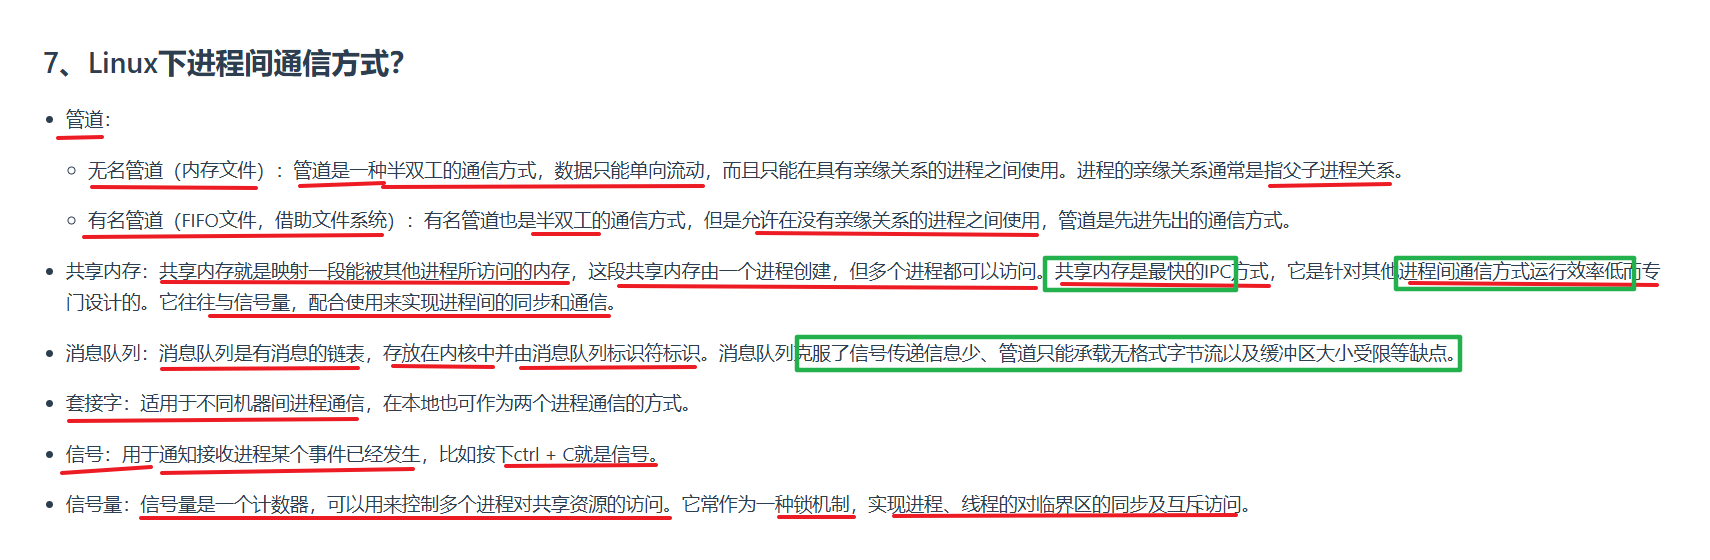 7、Linux下进程间通信方式？
管道：
无名管道（内存文件）：管道是一种半双工的通信方式，数据只能单向流动，而且只能在具有亲缘关系的进程之间使用。进程的亲缘关系通常是指父子进程关系。
有名管道（FIFO文件，借助文件系统）：有名管道也是半双工的通信方式，但是允许在没有亲缘关系的进程之间使用，管道是先进先出的通信方式。
共享内存：共享内存就是映射一段能被其他进程所访问的内存，这段共享内存由一个进程创建，但多个进程都可以访问。共享内存是最快的IPC方式，它是针对其他进程间通信方式运行效率低而专
门设计的。它往往与信号量，配合使用来实现进程间的同步和通信。
消息队列：消息队列是有消息的链表，存放在内核中并由消息队列标识符标识。消息队列克服了信号传递信息少、管道只能承载无格式字节流以及缓冲区大小受限等缺点。
套接字：适用于不同机器间进程通信，在本地也可作为两个进程通信的方式。
信号：用于通知接收进程某个事件已经发生，比如按下ctrl + C就是信号。
信号量：信号量是一个计数器，可以用来控制多个进程对共享资源的访问。它常作为一种锁机制，实现进程、线程的对临界区的同步及互斥访问。